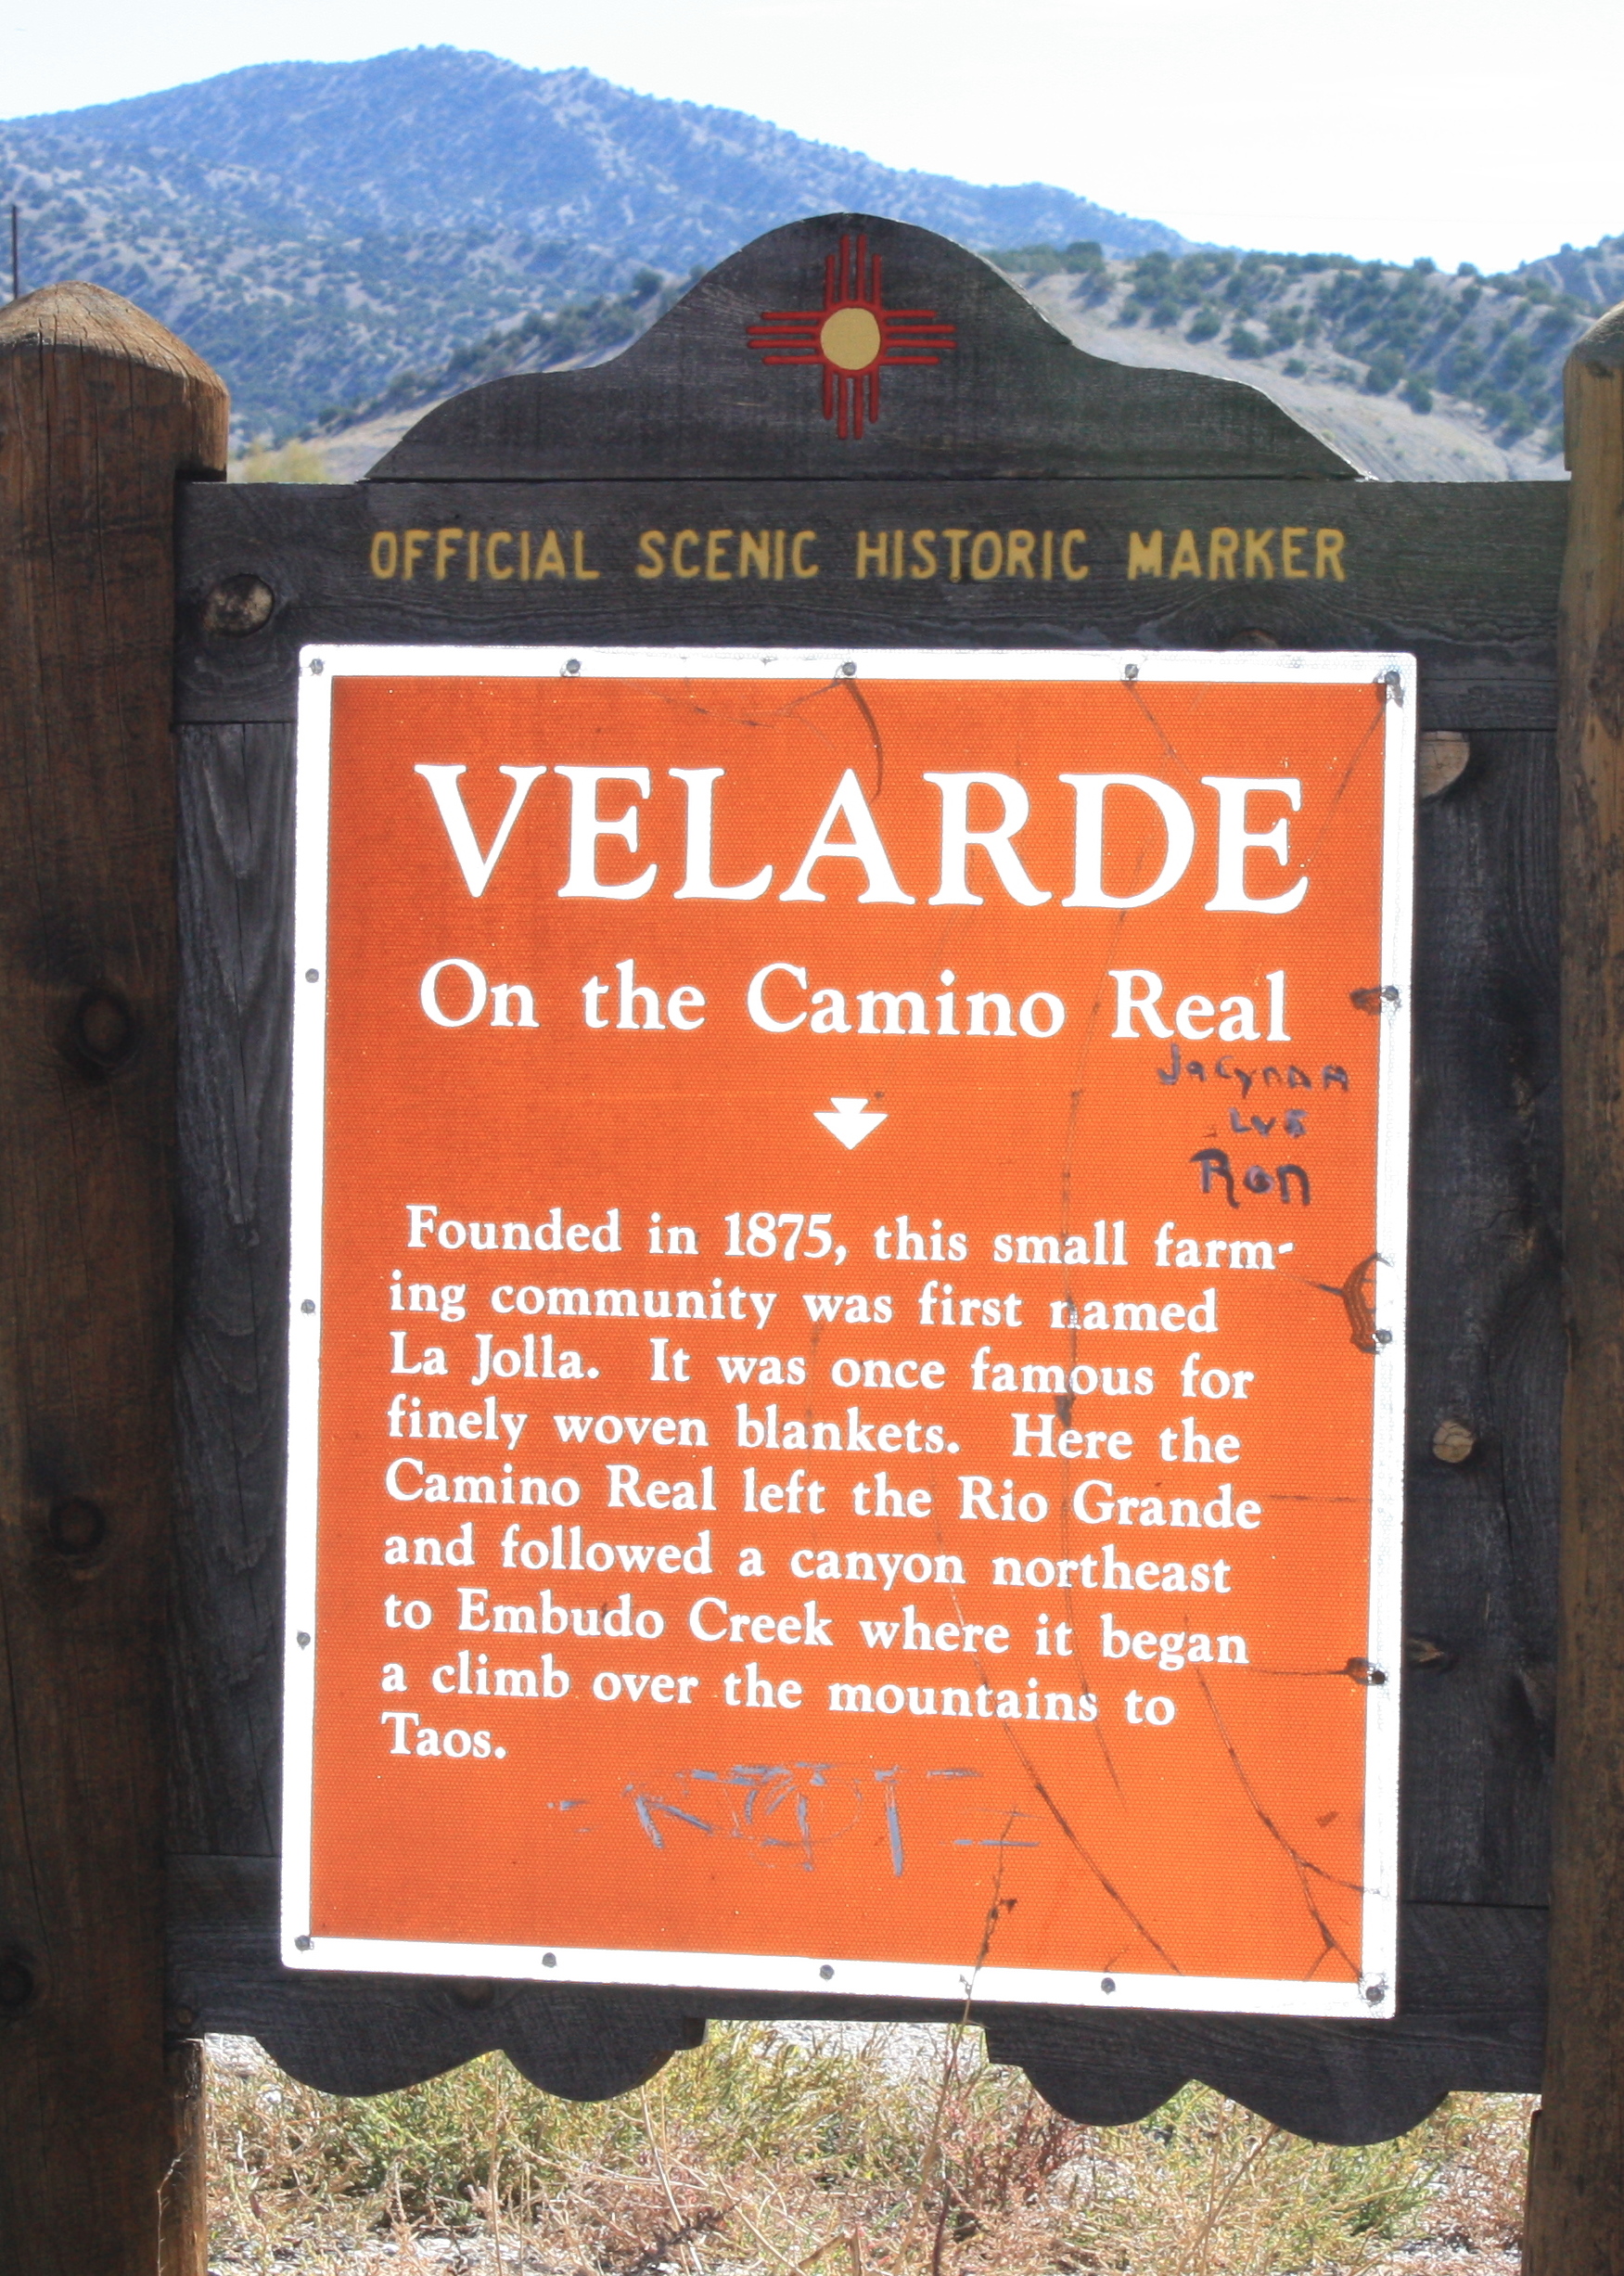 OFFICIAL SCENIC HISTORIC MARKER
VELARDE
On the Camino Real
JaCynDA
LVS
Ron
Founded in 1875, this small farm-
ing community was first named
La Jolla. It was once famous for
finely woven blankets. Here the
Camino Real left the Rio Grande
and followed a canyon northeast
to Embudo Creek where it began
a climb over the mountains to
Taos.